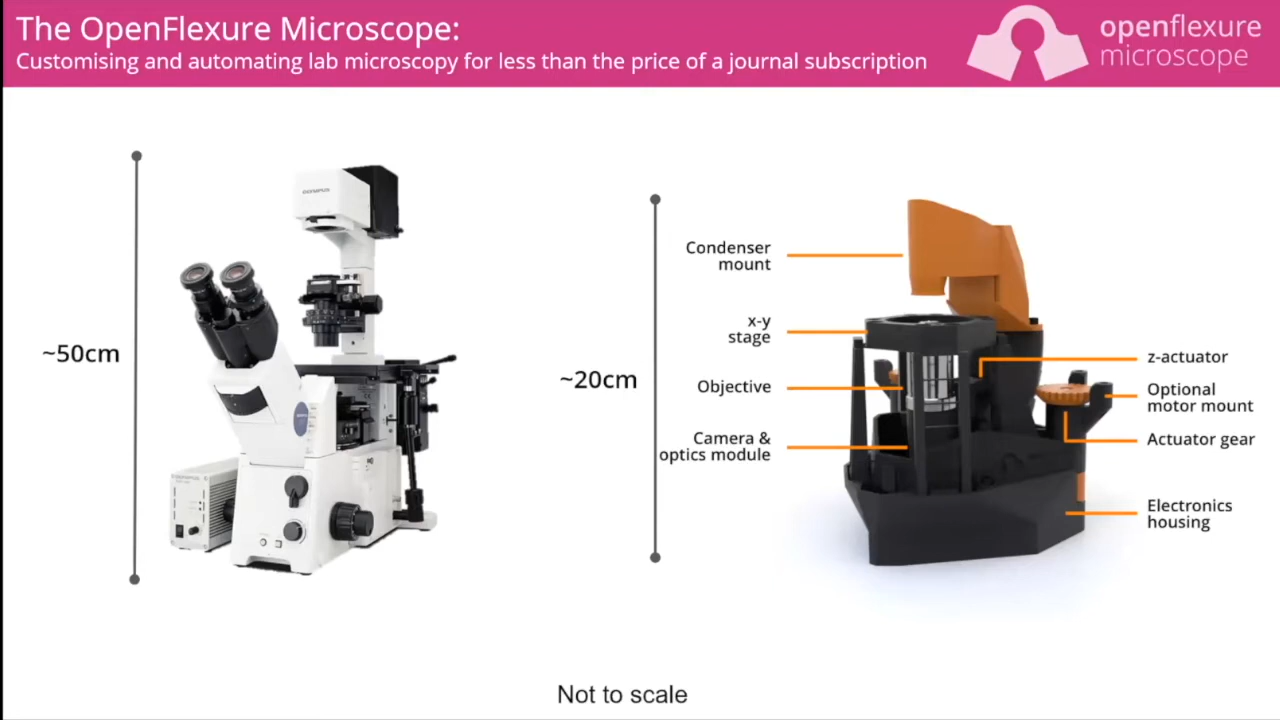 The OpenFlexure Microscope:
Customising and automating lab microscopy for less than the price of a journal subscription
openflexure
microscope
~50cm
OLYMPUS
~20cm
Condenser
mount
x-y
stage
Objective
Camera &
optics module
z-actuator
Optional
motor mount
Actuator gear
Electronics
housing
Not to scale